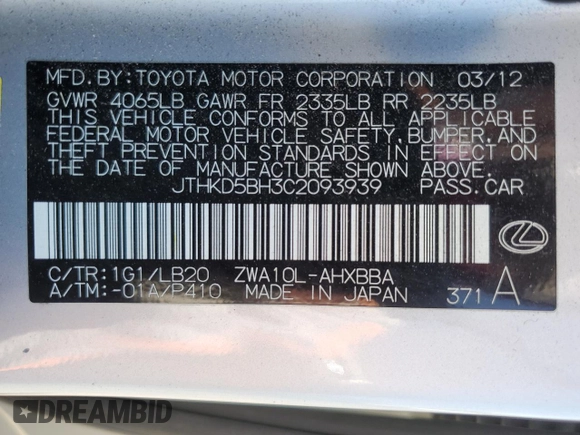 MFD.BY:TOYOTA MOTOR CORPORATION 03/12
GVWR 4065LB GAWR FR 2335LB RR 2235LB
THIS VEHICLE CONFORMS TO ALL APPLICABLE
FEDERAL MOTOR VEHICLE SAFETY,BUMPER,AND
THEFT PREVENTION STANDARDS IN EFFECT ON
THE DATE OF MANUFACTURE SHOWN ABOVE.
JTHKD5BH3C2093939 PASS.CAR
C/TR:1G1/LB20 ZWA10L-AHXBBA
A/TM:-01A/P410 MADE IN JAPAN 371 A
DREAMBID